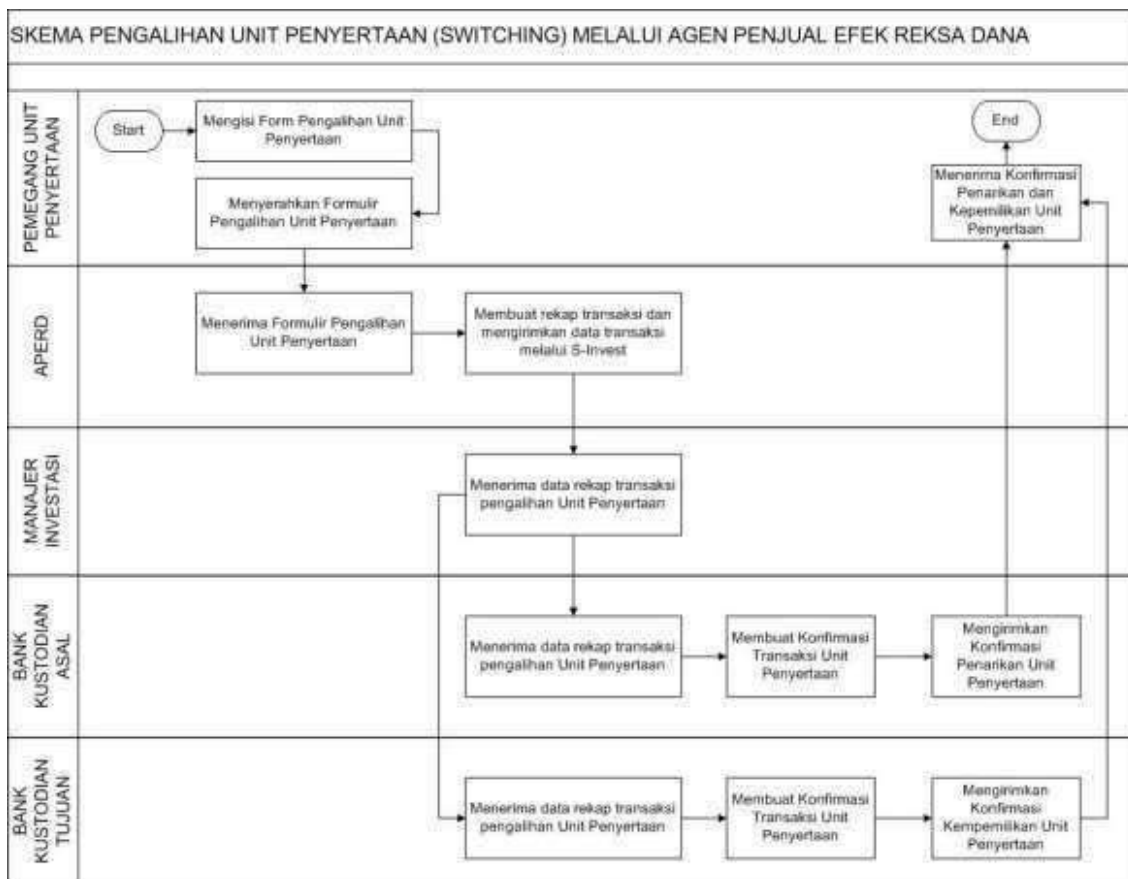 SKEMA PENGALIHAN UNIT PENYERTAAN (SWITCHING) MELALUI AGEN PENJUAL EFEK REKSA DANA
PEMEGANG UNIT
PENYERTAAN
Start
Mengisi Form Pengalihan Unit
Penyertaan
Menyerahkan Formulir
Pengalihan Unit Penyertaan
End
Menerima Konfirmasi
Penarikan dan
Kepemilikan Unit
Penyertaan
APERD
Menerima Formulir Pengalihan
Unit Penyertaan
Membuat rekap transaksi dan
mengirimkan data transaksi
melalui S-Invest
MANAJER
INVESTASI
Menerima data rekap transaksi
pengalihan Unit Penyertaan
BANK
KUSTODIAN
ASAL
Menerima data rekap transaksi
pengalihan Unit Penyertaan
Membuat Konfirmasi
Transaksi Unit
Penyertaan
Mengirimkan
Konfirmasi
Penarikan Unit
Penyertaan
BANK
KUSTODIAN
TUJUAN
Menerima data rekap transaksi
pengalihan Unit Penyertaan
Membuat Konfirmasi
Transaksi Unit
Penyertaan
Mengirimkan
Konfirmasi
Kempemilikan Unit
Penyertaan